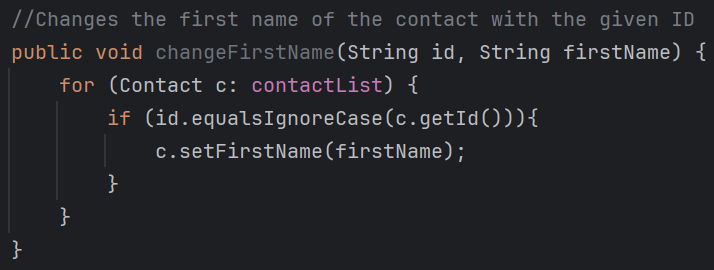 //Changes the first name of the contact with the given ID
public void changeFirstName(String id, String firstName) {
    for (Contact c: contactList) {
        if (id.equalsIgnoreCase(c.getId())){
            c.setFirstName(firstName);
        }
    }
}